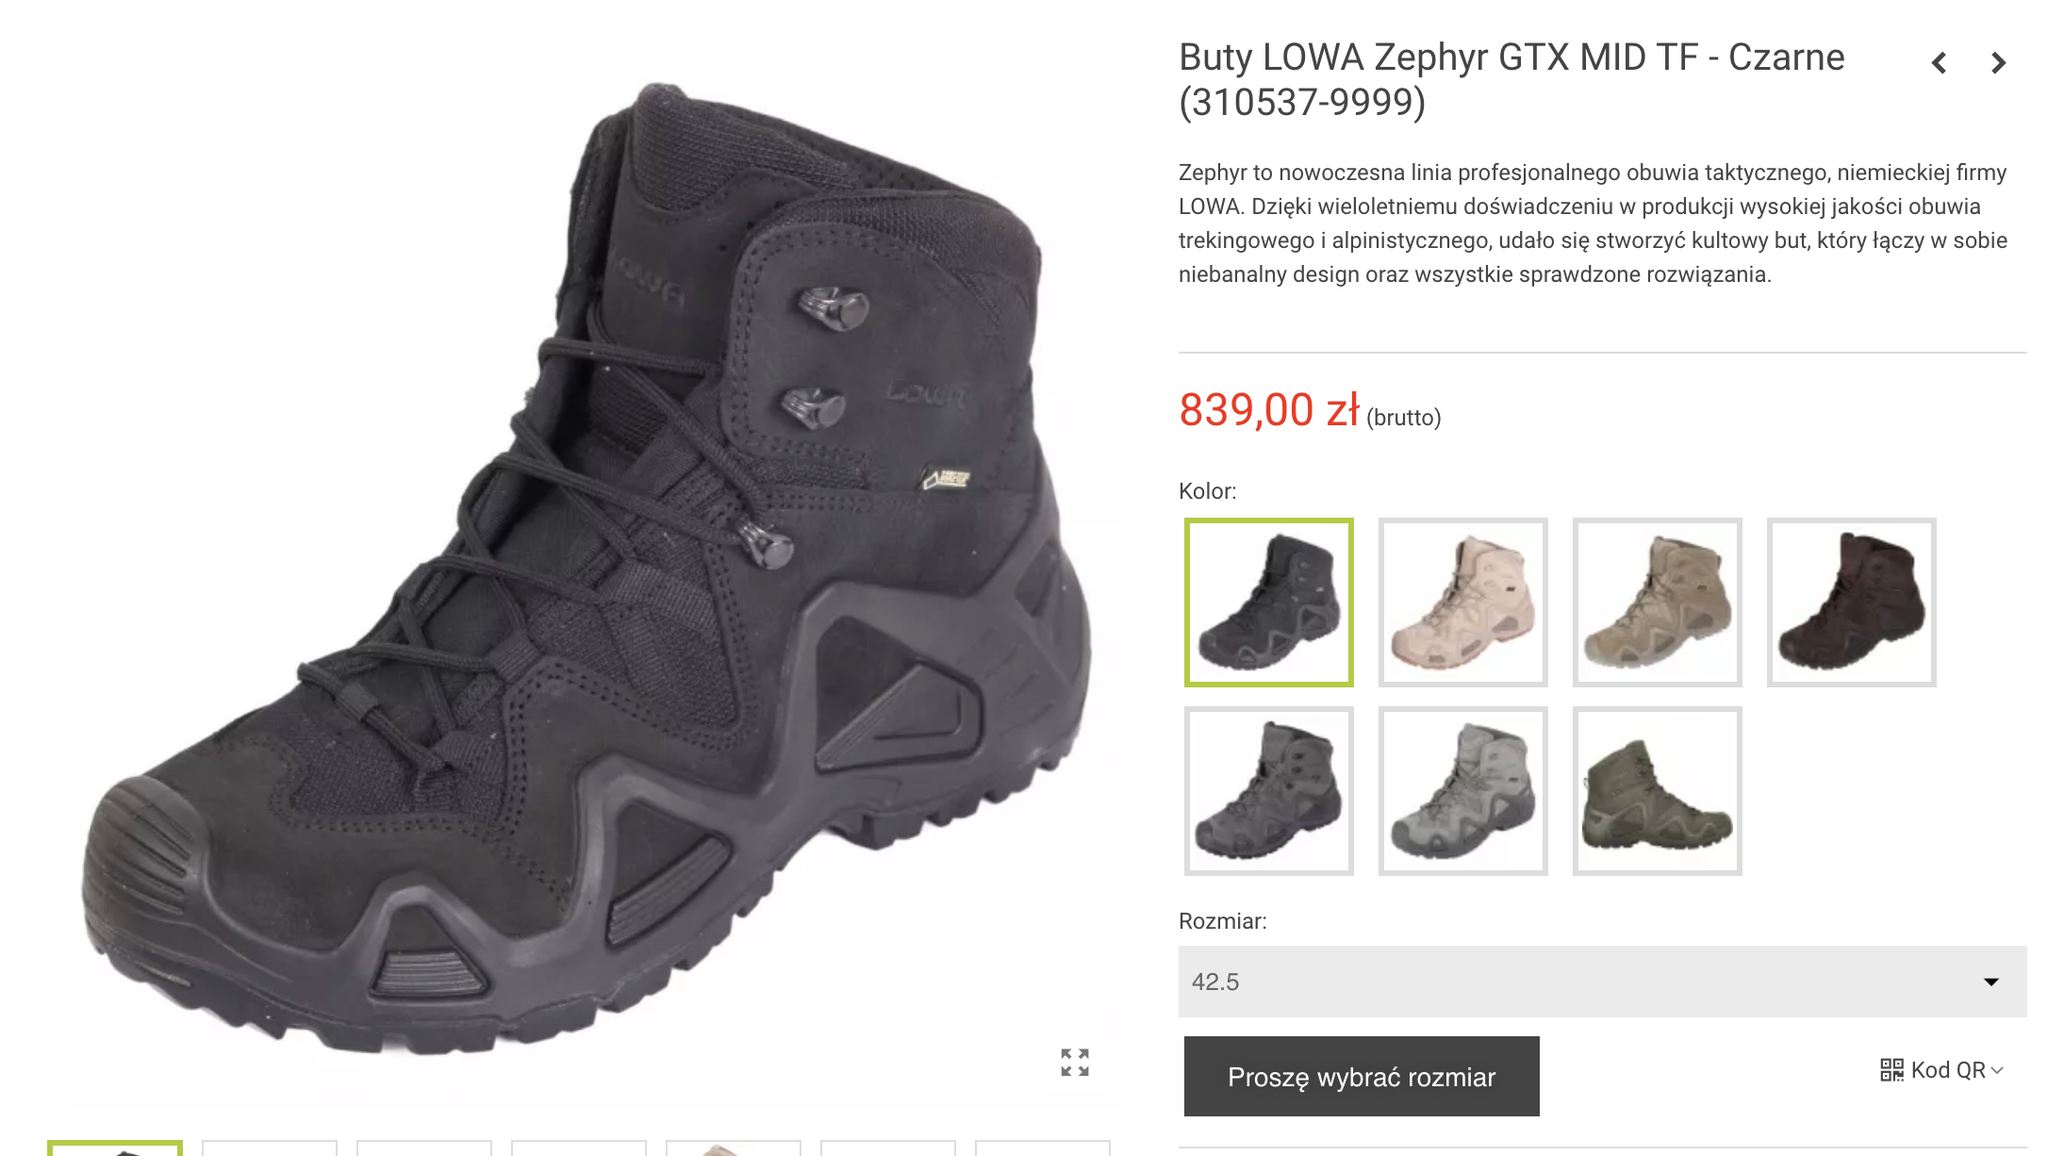 Buty LOWA Zephyr GTX MID TF - Czarne
(310537-9999)
Zephyr to nowoczesna linia profesjonalnego obuwia taktycznego, niemieckiej firmy
LOWA. Dzięki wieloletniemu doświadczeniu w produkcji wysokiej jakości obuwia
trekingowego i alpinistycznego, udało się stworzyć kultowy but, który łączy w sobie
niebanalny design oraz wszystkie sprawdzone rozwiązania.
LOWA
LOWA
839,00 zł (brutto)
Kolor:
Rozmiar:
42.5
Proszę wybrać rozmiar
Kod QR